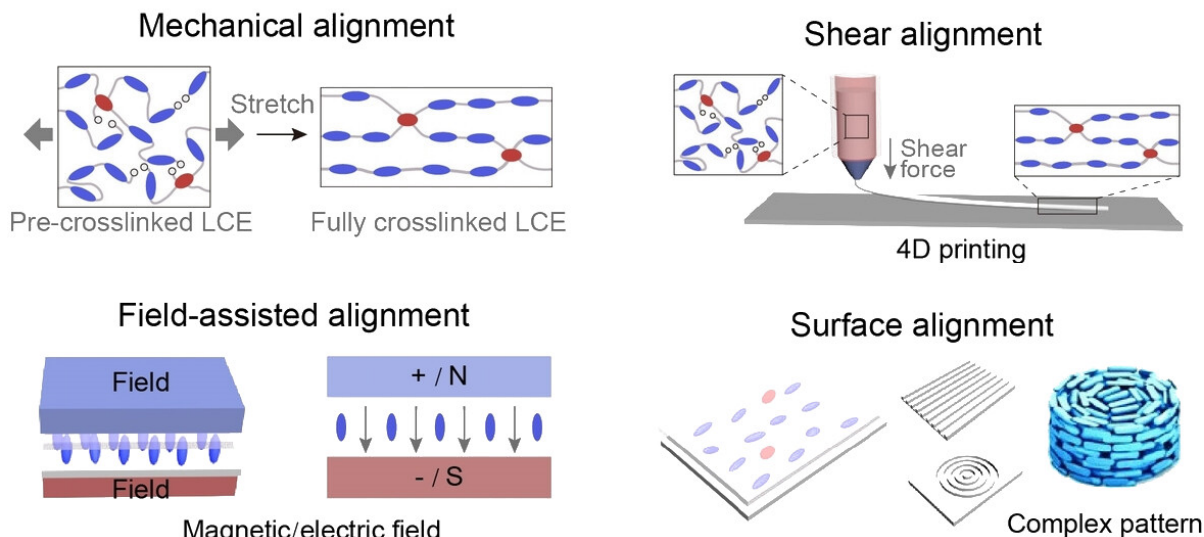 Mechanical alignment
Stretch
Pre-crosslinked LCE
Fully crosslinked LCE
Shear alignment
Shear
force
4D printing
Field-assisted alignment
Field
Field
+ / N
- / S
Magnetic/electric field
Surface alignment
Complex pattern